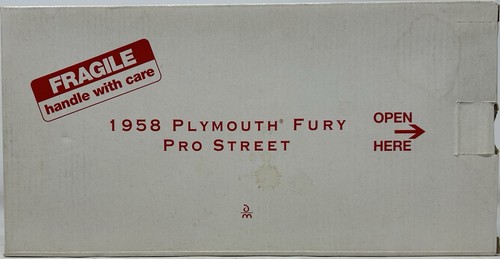 FRAGILE
handle with care
1958 PLYMOUTH® FURY
PRO STREET
OPEN
HERE